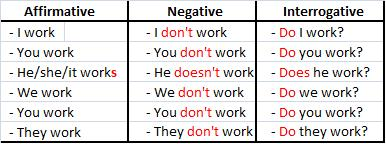 Affirmative Negative Interrogative
- I work - I don't work - Do I work?
- You work - You don't work - Do you work?
- He/she/it works - He doesn't work - Does he work?
- We work - We don't work - Do we work?
- You work - You don't work - Do you work?
- They work - They don't work - Do they work?